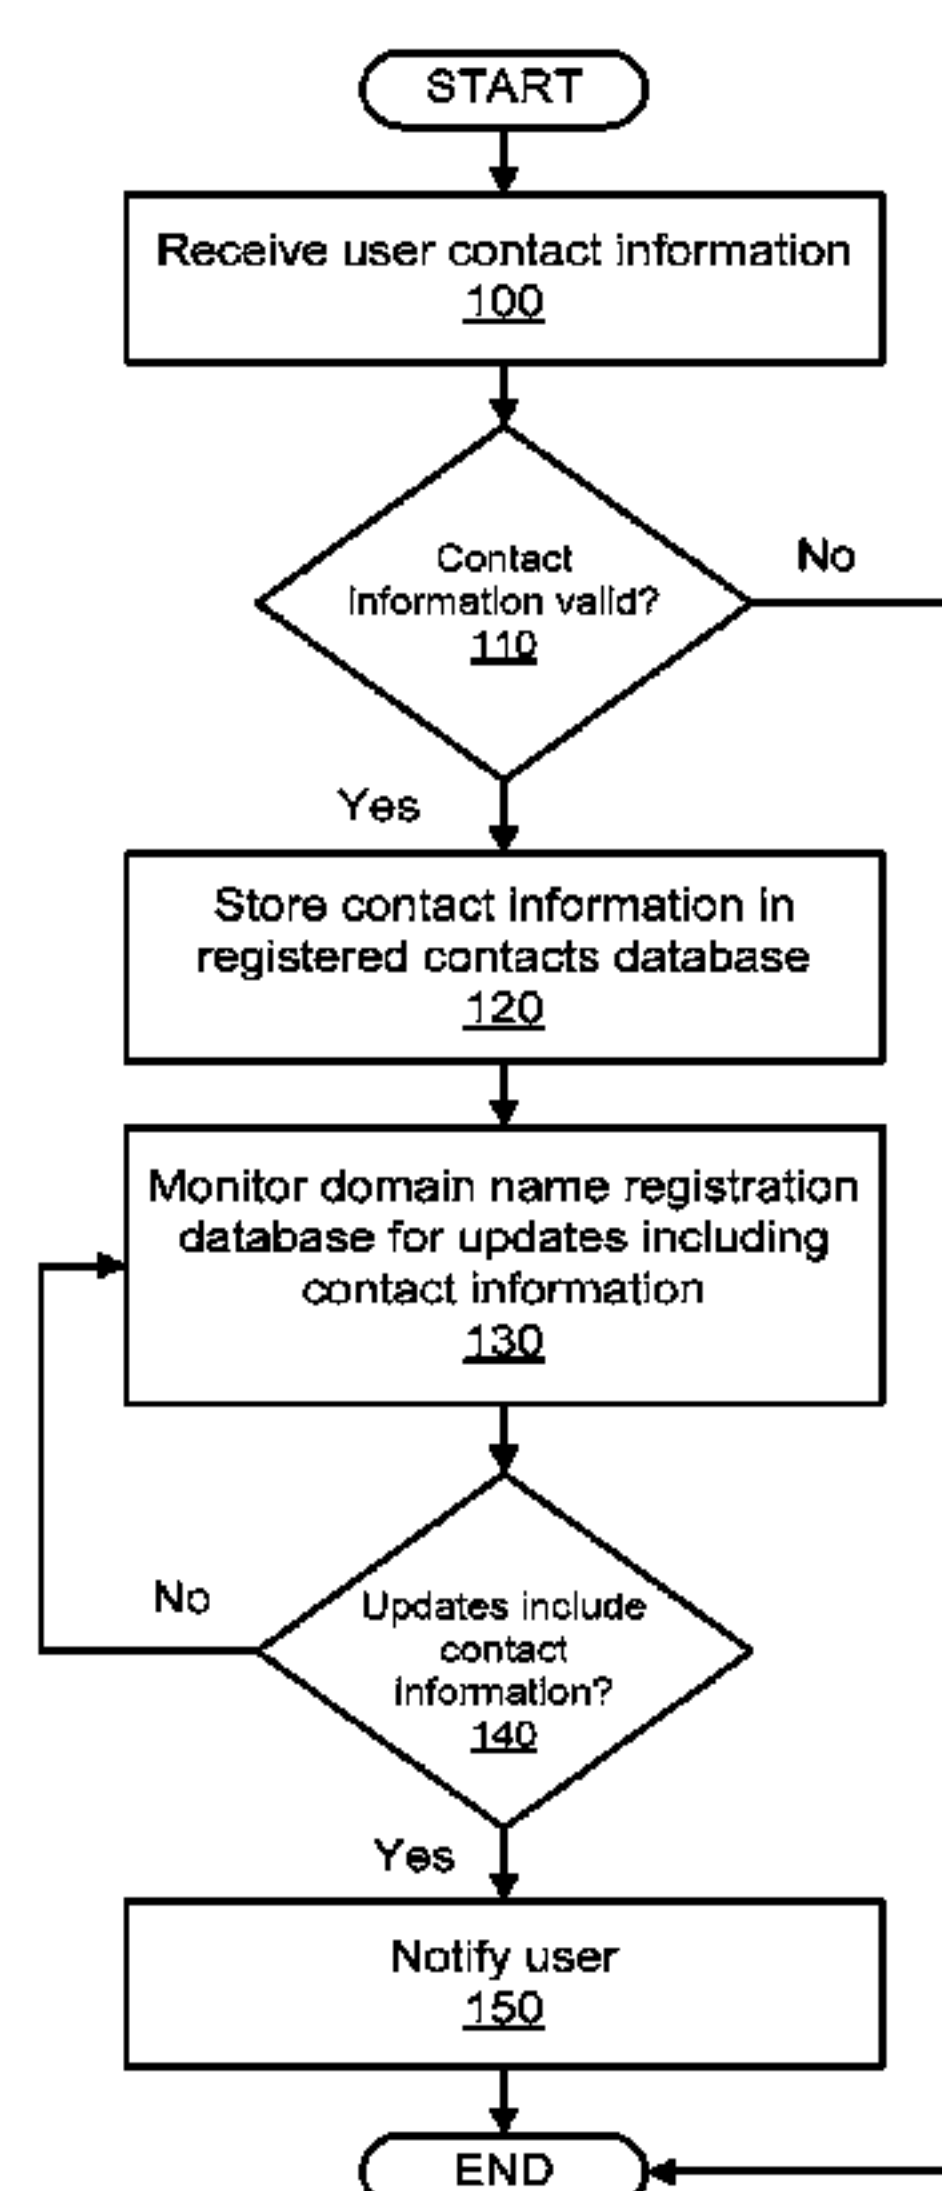 START
Receive user contact information
100
Contact
information valid?
110
No
Yes
Store contact information in
registered contacts database
120
Monitor domain name registration
database for updates including
contact information
130
No
Updates include
contact
information?
140
Yes
Notify user
150
END